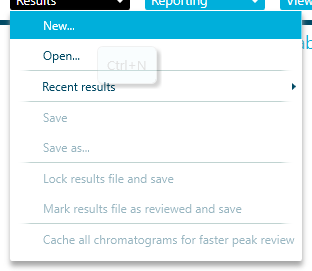 Results Reporting View
New...
Open...
Ctrl+N
Recent results
Save
Save as...
Lock results file and save
Mark results file as reviewed and save
Cache all chromatograms for faster peak review